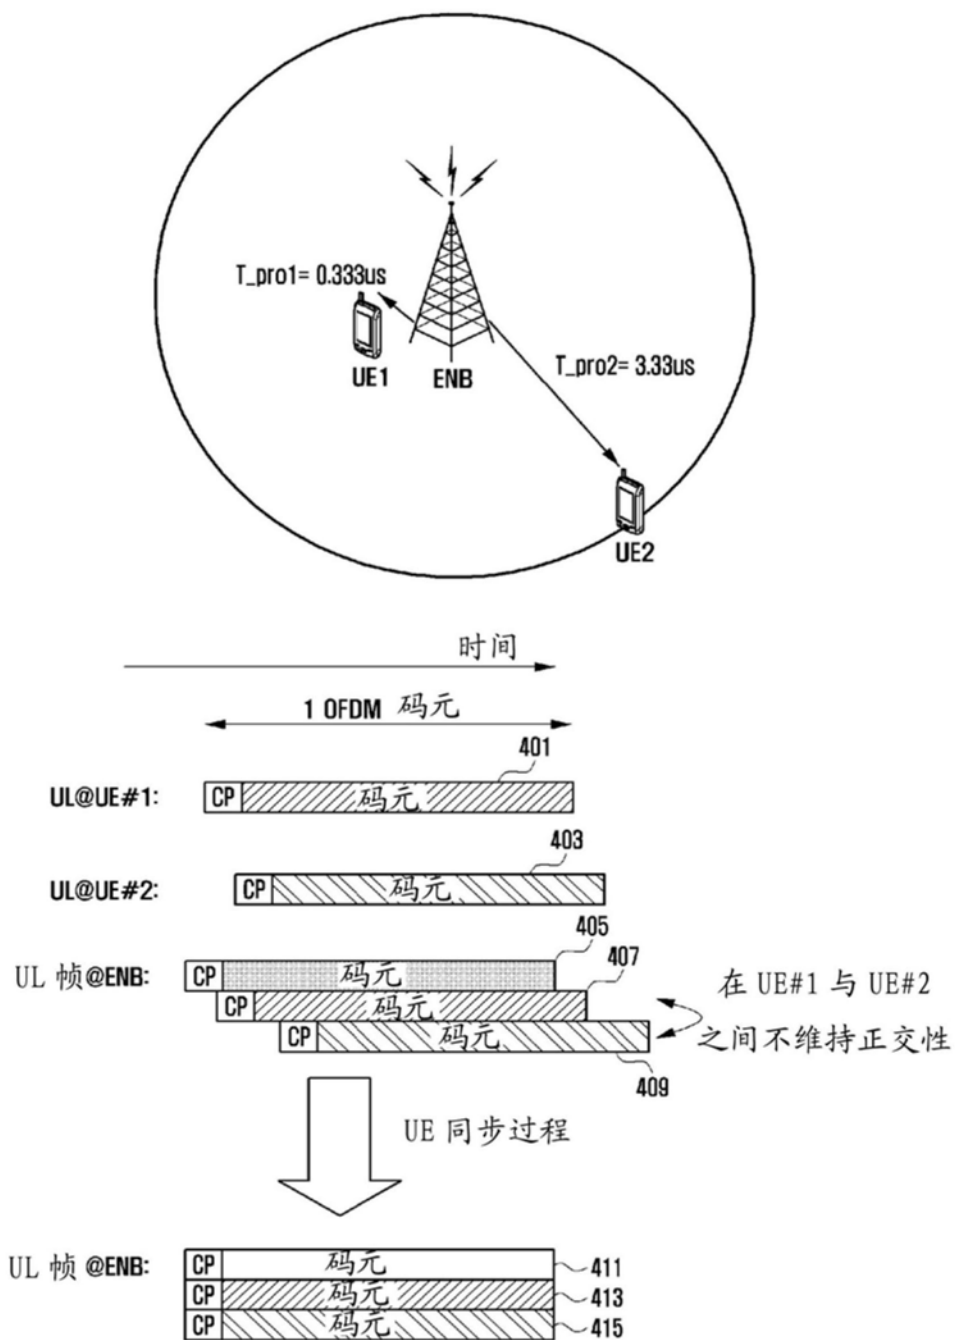 T_pro1= 0.333us
UE1
ENB
T_pro2= 3.33us
UE2
时间
1 OFDM 码元
401
UL@UE#1:
CP
码元
403
UL@UE#2:
CP
码元
405
UL 帧@ENB:
CP
码元
407
CP
码元
CP
码元
409
在 UE#1 与 UE#2
之间不维持正交性
UE 同步过程
UL 帧 @ENB:
CP
码元
411
CP
码元
413
CP
码元
415